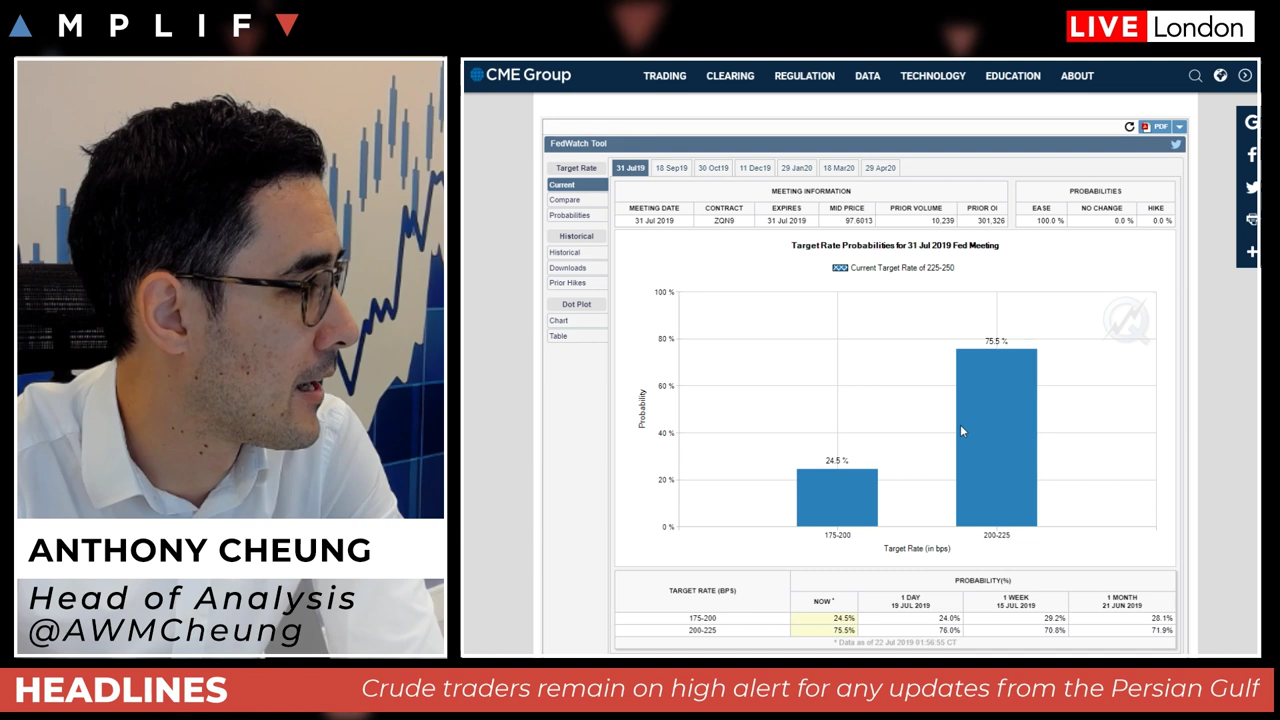 AMPLIFY
LIVE London
CME Group
TRADING CLEARING REGULATION DATA TECHNOLOGY EDUCATION ABOUT
PDF
FedWatch Tool
Target Rate
Current
Compare
Probabilities
Historical
Historical
Downloads
Prior Hikes
Dot Plot
Chart
Table
31 Jul19 18 Sep19 30 Oct19 11 Dec19 29 Jan20 18 Mar20 29 Apr20
MEETING INFORMATION
MEETING DATE CONTRACT EXPIRES MID PRICE PRIOR VOLUME PRIOR OI
31 Jul 2019 ZQN9 31 Jul 2019 97.6013 10,239 301,326
PROBABILITIES
EASE NO CHANGE HIKE
100.0 % 0.0 % 0.0 %
Target Rate Probabilities for 31 Jul 2019 Fed Meeting
Current Target Rate of 225-250
100 %
80 %
60 %
40 %
20 %
0 %
Probability
24.5 %
75.5 %
175-200
200-225
Target Rate (in bps)
TARGET RATE (BPS) PROBABILITY(%)
NOW * 1 DAY 19 JUL 2019 1 WEEK 15 JUL 2019 1 MONTH 21 JUN 2019
175-200 24.5% 24.0% 29.2% 28.1%
200-225 75.5% 76.0% 70.8% 71.9%
* Data as of 22 Jul 2019 01:56:55 CT
ANTHONY CHEUNG
Head of Analysis
@AWMCheung
HEADLINES Crude traders remain on high alert for any updates from the Persian Gulf